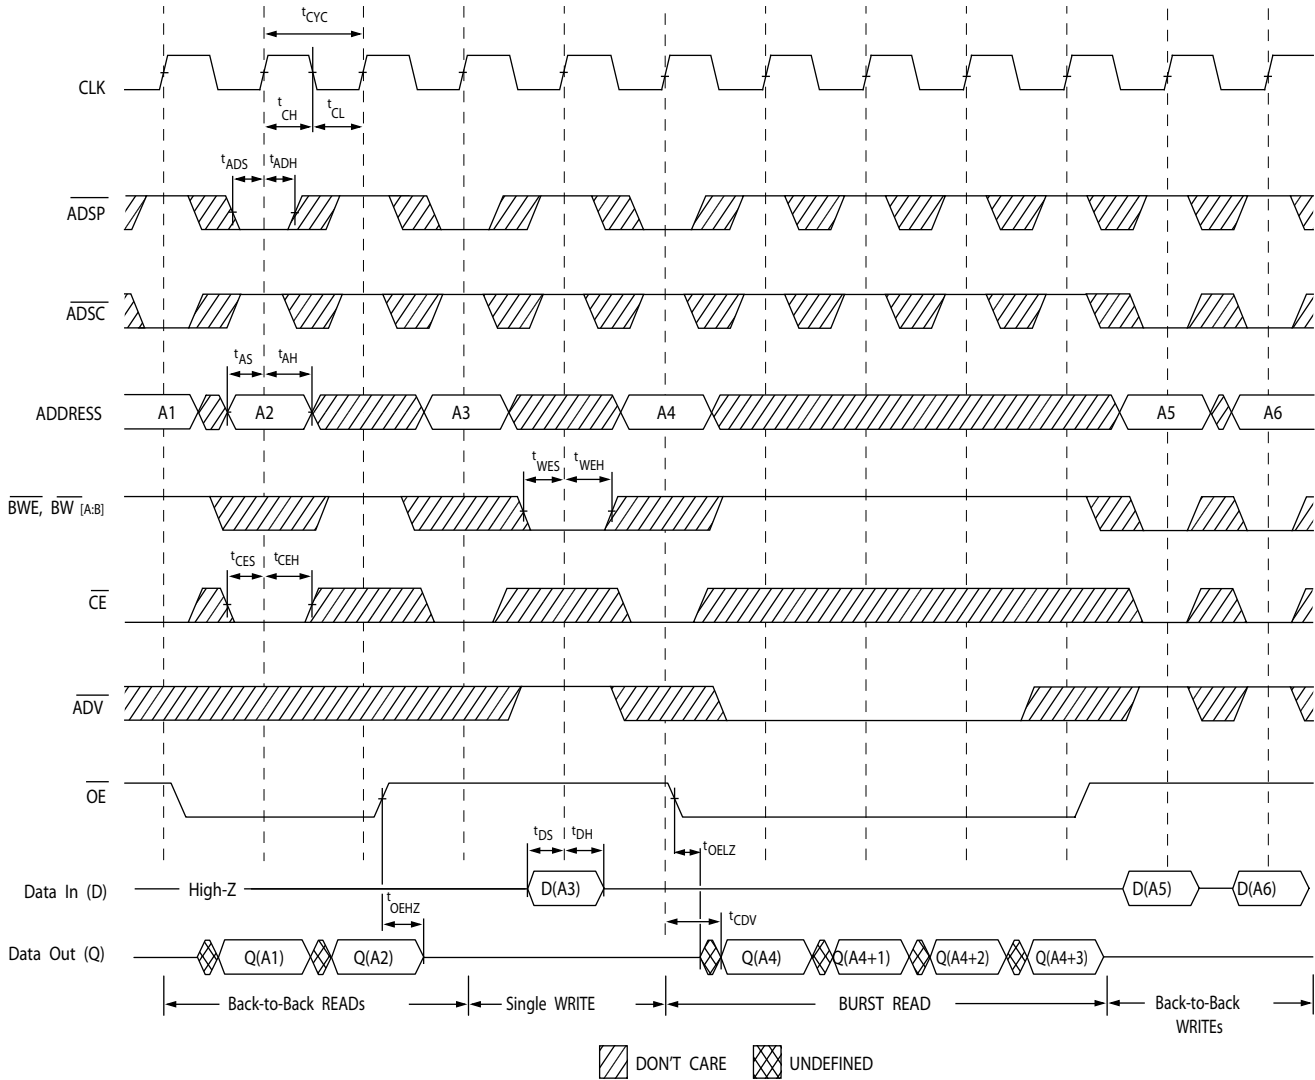 tCYC
CLK
tCH
tCL
tADS
tADH
ADSP
ADSC
tAS
tAH
ADDRESS
A1
A2
A3
A4
A5
A6
tWES
tWEH
BWE, BW [A:B]
tCES
tCEH
CE
ADV
OE
tDS
tDH
tOELZ
Data In (D)
High-Z
D(A3)
D(A5)
D(A6)
tOEHZ
tCDV
Data Out (Q)
Q(A1)
Q(A2)
Q(A4)
Q(A4+1)
Q(A4+2)
Q(A4+3)
Back-to-Back READs
Single WRITE
BURST READ
Back-to-Back
WRITEs
DON'T CARE
UNDEFINED